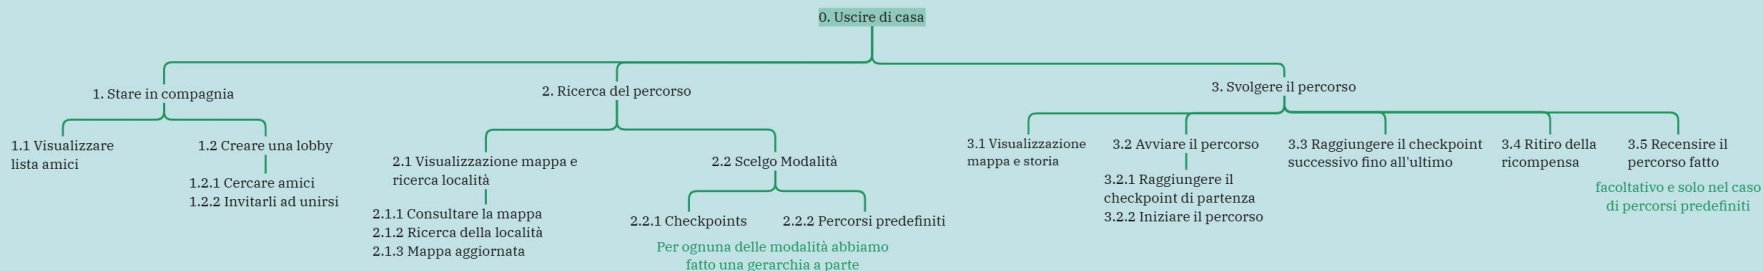 0. Uscire di casa
1. Stare in compagnia
2. Ricerca del percorso
3. Svolgere il percorso
1.1 Visualizzare
lista amici
1.2 Creare una lobby
1.2.1 Cercare amici
1.2.2 Invitarli ad unirsi
2.1 Visualizzazione mappa e
ricerca località
2.1.1 Consultare la mappa
2.1.2 Ricerca della località
2.1.3 Mappa aggiornata
2.2 Scelgo Modalità
2.2.1 Checkpoints
2.2.2 Percorsi predefiniti
Per ognuna delle modalità abbiamo
fatto una gerarchia a parte
3.1 Visualizzazione
mappa e storia
3.2 Avviare il percorso
3.2.1 Raggiungere il
checkpoint di partenza
3.2.2 Iniziare il percorso
3.3 Raggiungere il checkpoint
successivo fino all'ultimo
3.4 Ritiro della
ricompensa
3.5 Recensire il
percorso fatto
facoltativo e solo nel caso
di percorsi predefiniti